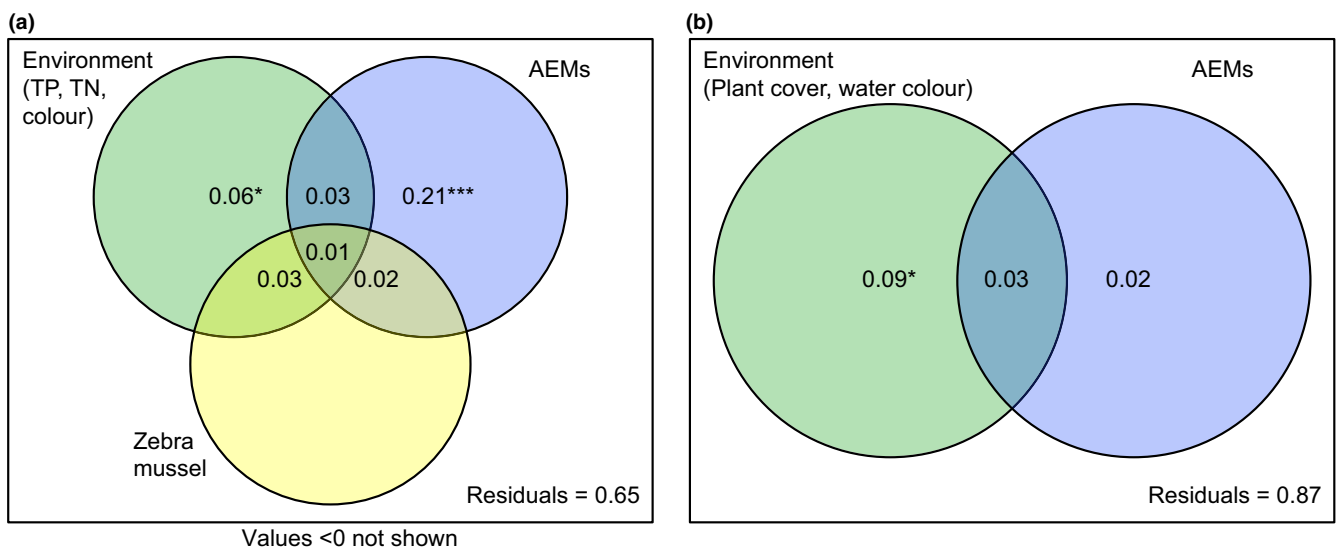 (a)
Environment
(TP, TN,
colour)
AEMs
0.06*
0.03
0.21***
0.01
0.03
0.02
Zebra
mussel
Residuals = 0.65
Values <0 not shown
(b)
Environment
(Plant cover, water colour)
AEMs
0.09*
0.03
0.02
Residuals = 0.87